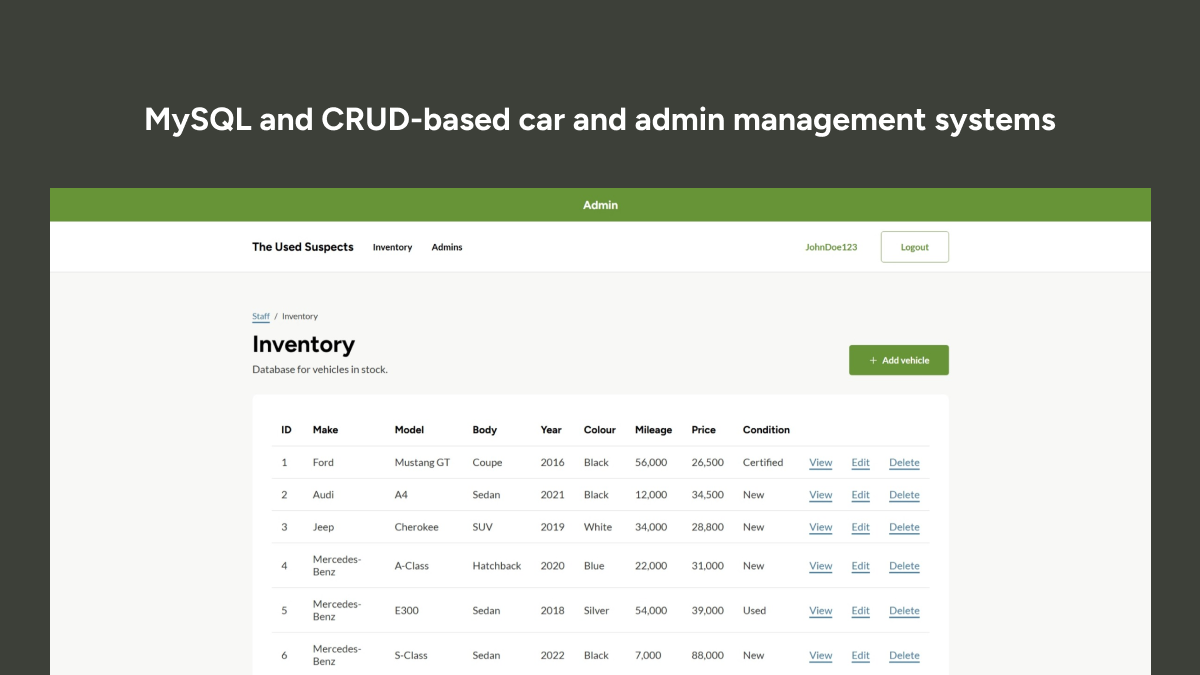 MySQL and CRUD-based car and admin management systems
Admin
The Used Suspects Inventory Admins JohnDoe123 Logout
Staff / Inventory
Inventory
Database for vehicles in stock.
+ Add vehicle
ID Make Model Body Year Colour Mileage Price Condition
1 Ford Mustang GT Coupe 2016 Black 56,000 26,500 Certified View Edit Delete
2 Audi A4 Sedan 2021 Black 12,000 34,500 New View Edit Delete
3 Jeep Cherokee SUV 2019 White 34,000 28,800 New View Edit Delete
4 Mercedes-
Benz A-Class Hatchback 2020 Blue 22,000 31,000 New View Edit Delete
5 Mercedes-
Benz E300 Sedan 2018 Silver 54,000 39,000 Used View Edit Delete
6 Mercedes-
Benz S-Class Sedan 2022 Black 7,000 88,000 New View Edit Delete